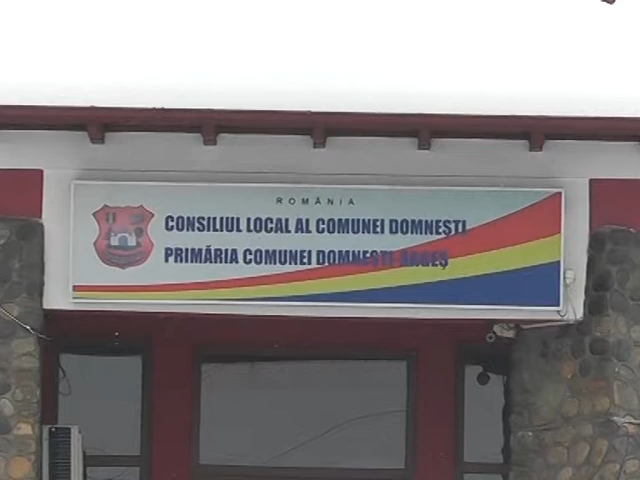 ROMÂNIA
CONSILIUL LOCAL AL COMUNEI DOMNEȘTI
PRIMĂRIA COMUNEI DOMNEȘTI ARGEȘ